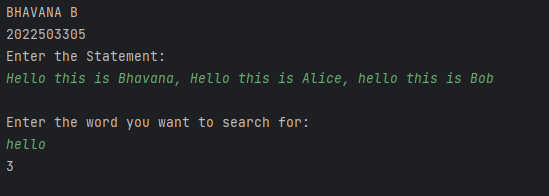 BHAVANA B
2022503305
Enter the Statement:
Hello this is Bhavana, Hello this is Alice, hello this is Bob
Enter the word you want to search for:
hello
3